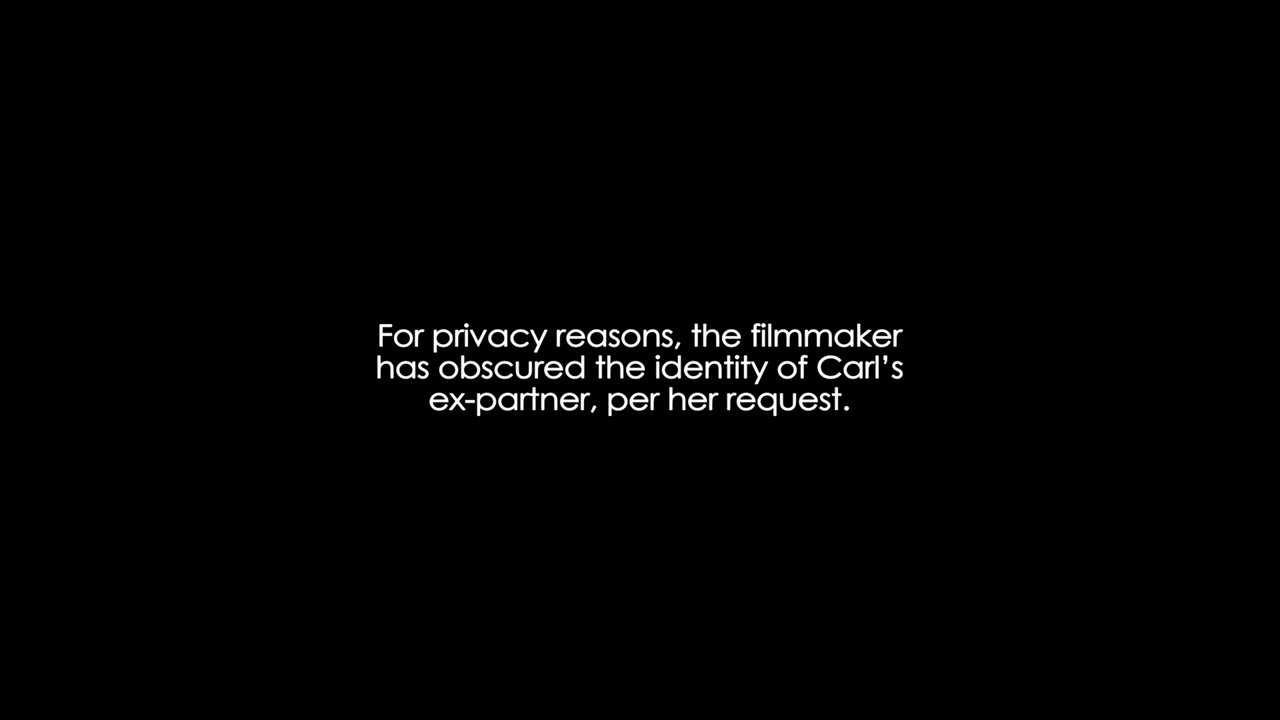 For privacy reasons, the filmmaker
has obscured the identity of Carl’s
ex-partner, per her request.